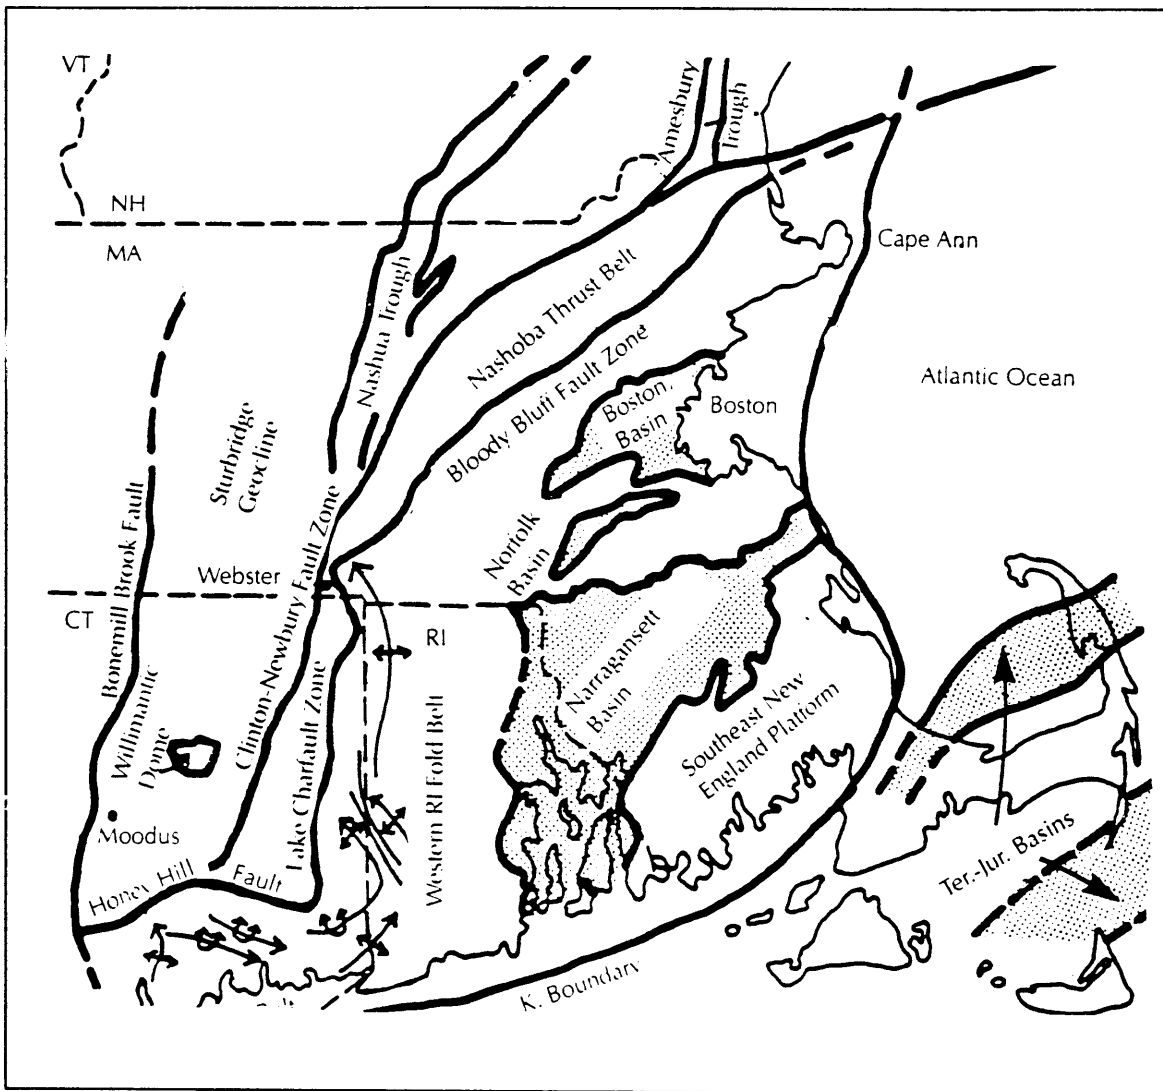 VT
Amesbury
Trough
NH
MA
Cape Ann
Nashua Trough
Nashoba Thrust Belt
Bloody Bluff Fault Zone
Atlantic Ocean
Boston
Basin
Boston
Sturbridge
Geocline
Bonemill Brook Fault
Norfolk
Basin
Webster
Clinton-Newbury Fault Zone
CT
RI
Narragansett
Basin
Willimantic
Dome
Lake Char Fault Zone
Western RI Fold Belt
Southeast New
England Platform
Moodus
Honey Hill Fault
Ter.-Jur. Basins
K. Boundary